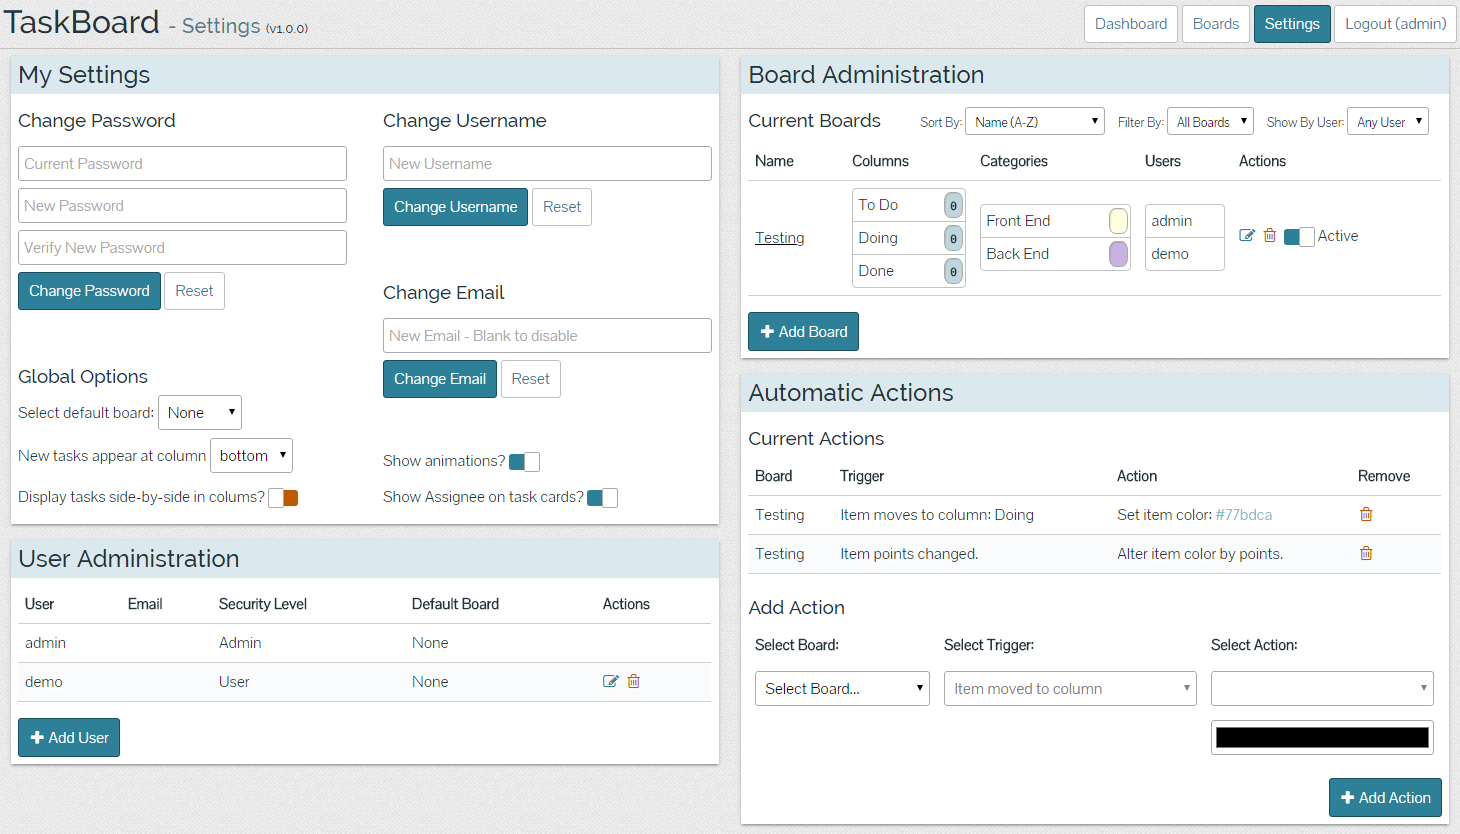 TaskBoard - Settings (v1.0.0)
Dashboard
Boards
Settings
Logout (admin)
My Settings
Change Password
Current Password
New Password
Verify New Password
Change Password
Reset
Change Username
New Username
Change Username
Reset
Change Email
New Email - Blank to disable
Change Email
Reset
Global Options
Select default board: None
New tasks appear at column bottom
Display tasks side-by-side in colums?
Show animations?
Show Assignee on task cards?
User Administration
User Email Security Level Default Board Actions
admin Admin None
demo User None
Add User
Board Administration
Current Boards Sort By: Name (A-Z) Filter By: All Boards Show By User: Any User
Name Columns Categories Users Actions
Testing
To Do 0
Doing 0
Done 0
Front End
Back End
admin
demo
Active
Add Board
Automatic Actions
Current Actions
Board Trigger Action Remove
Testing Item moves to column: Doing Set item color: #77bdca
Testing Item points changed. Alter item color by points.
Add Action
Select Board: Select Trigger: Select Action:
Select Board... Item moved to column
Add Action